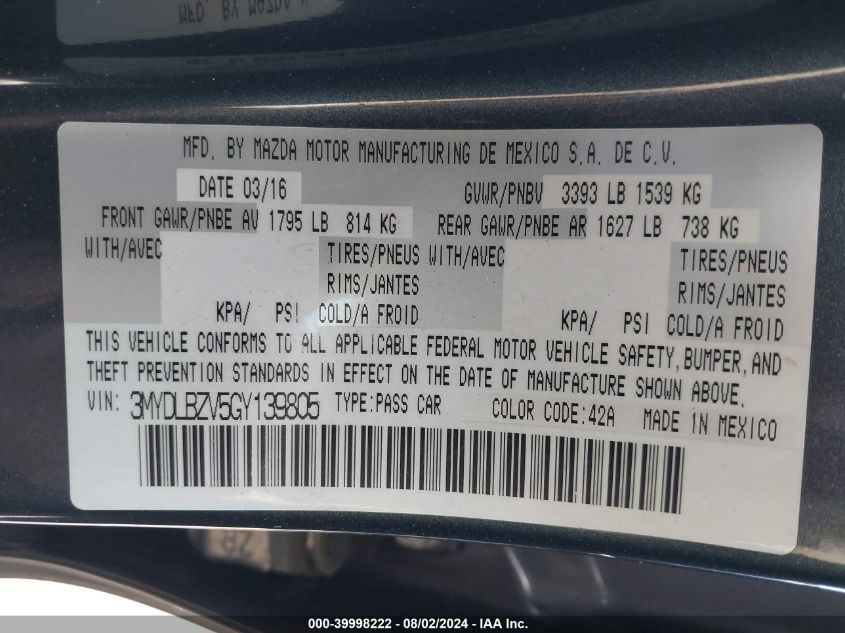 MFD. BY MAZDA MOTOR MANUFACTURING DE MEXICO S.A. DE C.V.
DATE 03/16 GVWR/PNBV 3393 LB 1539 KG
FRONT GAWR/PNBE AV 1795 LB 814 KG REAR GAWR/PNBE AR 1627 LB 738 KG
WITH/AVEC TIRES/PNEUS WITH/AVEC TIRES/PNEUS
RIMS/JANTES RIMS/JANTES
KPA/ PSI COLD/A FROID KPA/ PSI COLD/A FROID
THIS VEHICLE CONFORMS TO ALL APPLICABLE FEDERAL MOTOR VEHICLE SAFETY, BUMPER, AND
THEFT PREVENTION STANDARDS IN EFFECT ON THE DATE OF MANUFACTURE SHOWN ABOVE.
VIN: 3MYDLBZV5GY139805 TYPE:PASS CAR COLOR CODE:42A MADE IN MEXICO
000-39998222 - 08/02/2024 - Copyright © 2024 IAA, Inc.